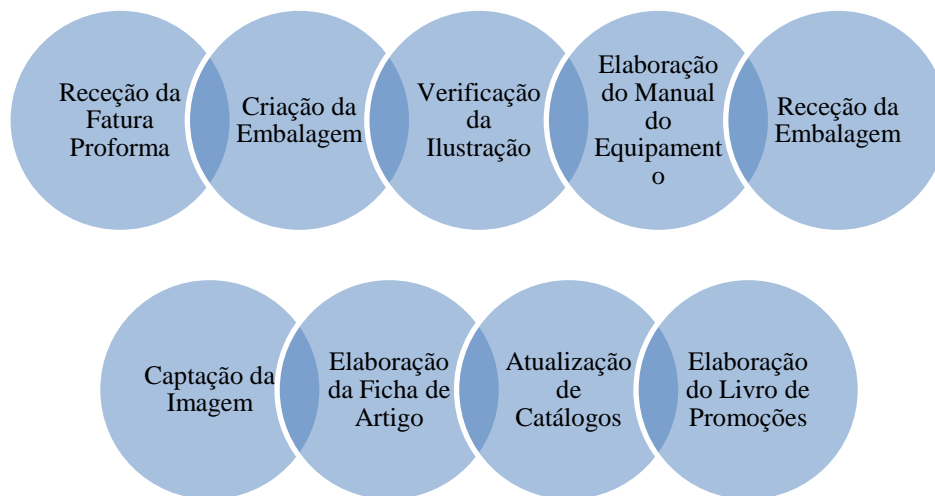 Receção da
Fatura
Proforma
Criação da
Embalagem
Verificação
da
Ilustração
Elaboração
do Manual
do
Equipament
o
Receção da
Embalagem
Captação da
Imagem
Elaboração
da Ficha de
Artigo
Atualização
de
Catálogos
Elaboração
do Livro de
Promoções